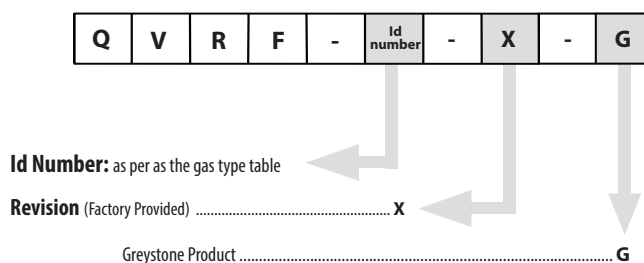 Q V R F - Id number - X - G
Id Number: as per as the gas type table
Revision (Factory Provided) ........................................................ X
Greystone Product ................................................................................................................ G